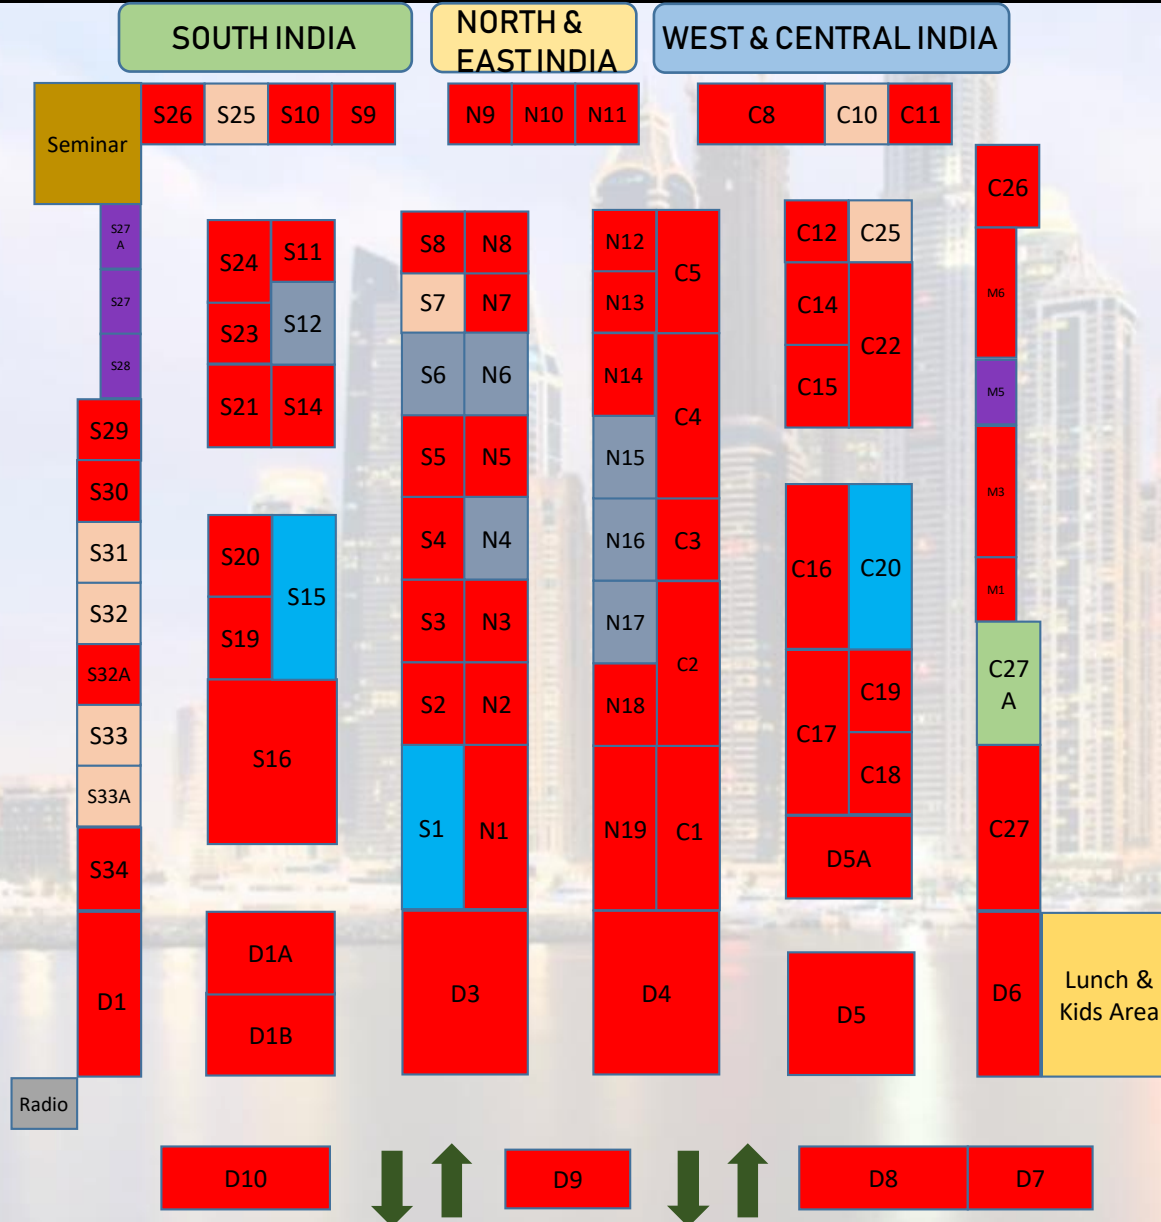 SOUTH INDIA
NORTH &
EAST INDIA
WEST & CENTRAL INDIA
Seminar
S26
S25
S10
S9
N9
N10
N11
C8
C10
C11
C26
S27
A
S27
S28
S29
S30
S31
S32
S32A
S33
S33A
S34
D1
Radio
S24
S11
S23
S12
S21
S14
S20
S15
S19
S16
D1A
D1B
S8
N8
S7
N7
S6
N6
S5
N5
S4
N4
S3
N3
S2
N2
S1
N1
D3
N12
C5
N13
N14
C4
N15
N16
C3
N17
C2
N18
N19
C1
D4
C12
C25
C14
C22
C15
C16
C20
C17
C19
C18
D5A
D5
M6
M5
M3
M1
C27
A
C27
D6
Lunch &
Kids Area
D10
D9
D8
D7